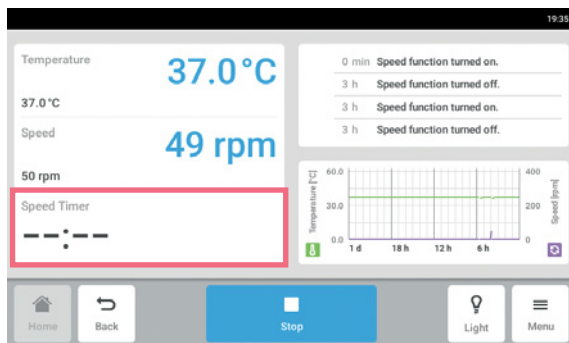 19:35
Temperature
37.0°C
37.0°C
Speed
49 rpm
50 rpm
Speed Timer
--:--
0 min Speed function turned on.
3 h Speed function turned off.
3 h Speed function turned on.
3 h Speed function turned off.
Temperature [°C]
60.0
30.0
0.0
1 d 18 h 12 h 6 h
400
200
0
Speed [rpm]
Home
Back
Stop
Light
Menu